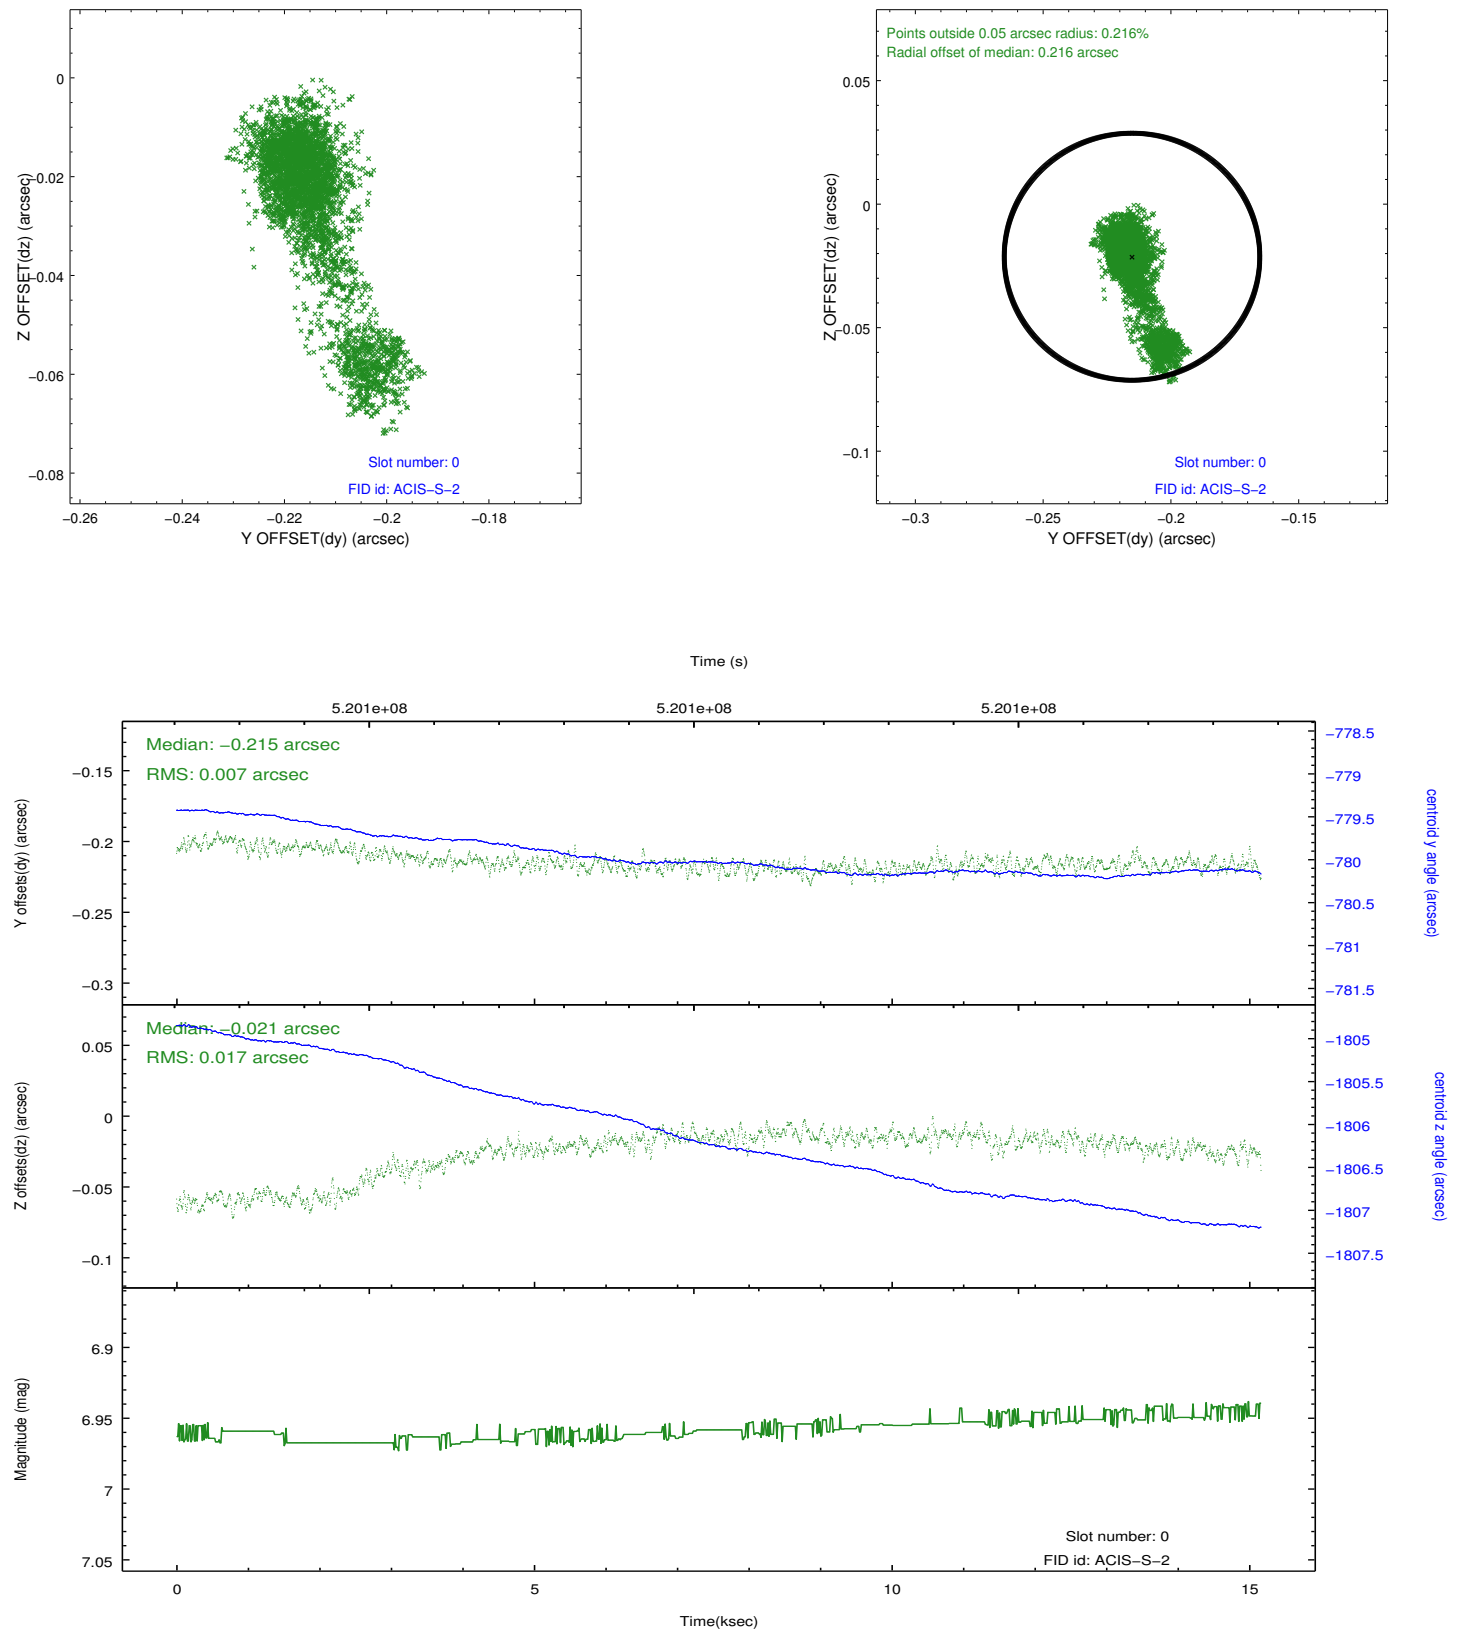 0
−0.02
−0.04
−0.06
−0.08
Z OFFSET(dz) (arcsec)
Slot number: 0
FID id: ACIS−S−2
−0.26
−0.24
−0.22
−0.2
−0.18
Y OFFSET(dy) (arcsec)
Points outside 0.05 arcsec radius: 0.216%
Radial offset of median: 0.216 arcsec
0.05
0
−0.05
−0.1
Z OFFSET(dz) (arcsec)
Slot number: 0
FID id: ACIS−S−2
−0.3
−0.25
−0.2
−0.15
Y OFFSET(dy) (arcsec)
Time (s)
5.201e+08
5.201e+08
5.201e+08
Median: −0.215 arcsec
RMS: 0.007 arcsec
−0.15
−0.2
−0.25
−0.3
Y offsets(dy) (arcsec)
−778.5
−779
−779.5
−780
−780.5
−781
−781.5
centroid y angle (arcsec)
Median: −0.021 arcsec
RMS: 0.017 arcsec
0.05
0
−0.05
−0.1
Z offsets(dz) (arcsec)
−1805
−1805.5
−1806
−1806.5
−1807
−1807.5
centroid z angle (arcsec)
6.9
6.95
7
7.05
Magnitude (mag)
Slot number: 0
FID id: ACIS−S−2
0
5
10
15
Time(ksec)